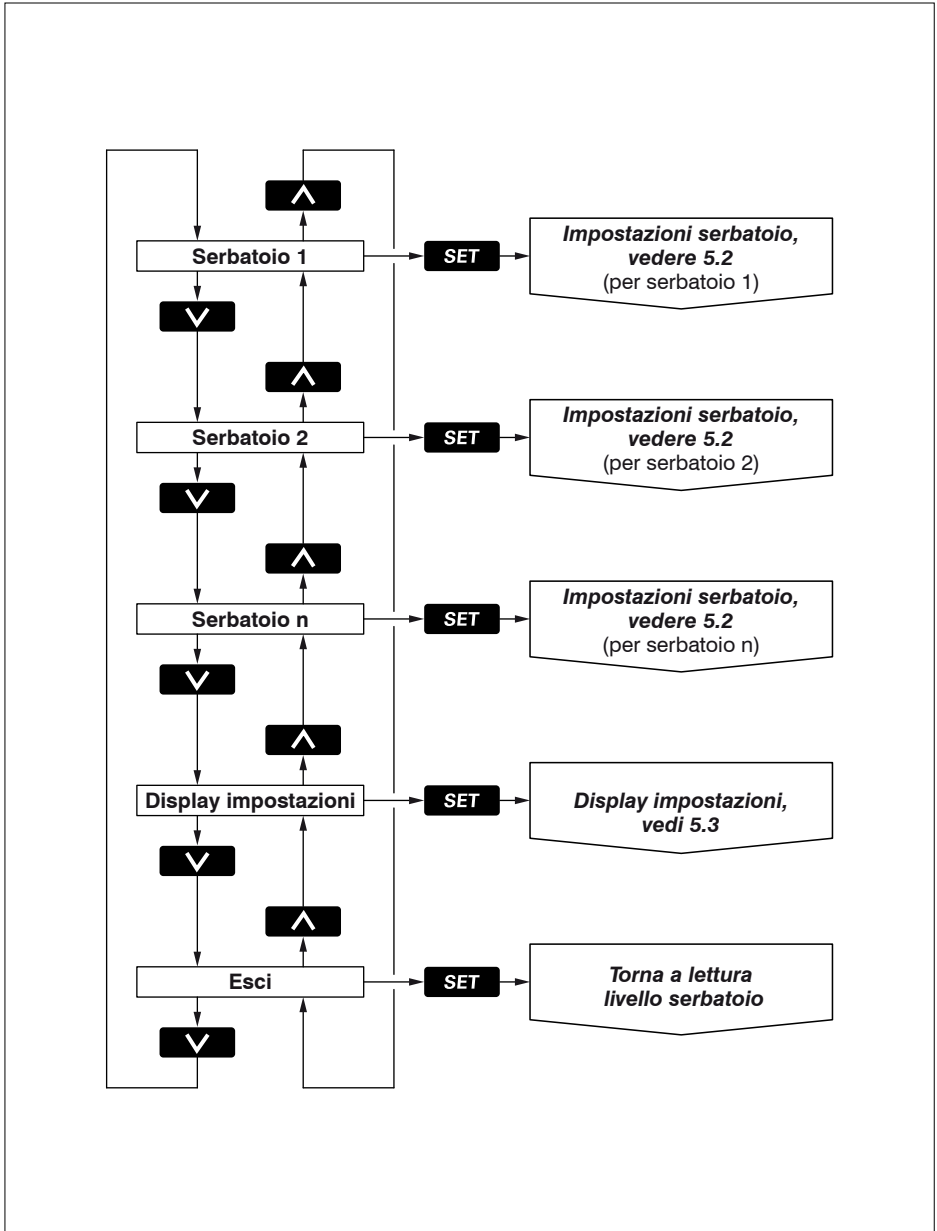 Serbatoio 1
SET
Impostazioni serbatoio,
vedere 5.2
(per serbatoio 1)
Serbatoio 2
SET
Impostazioni serbatoio,
vedere 5.2
(per serbatoio 2)
Serbatoio n
SET
Impostazioni serbatoio,
vedere 5.2
(per serbatoio n)
Display impostazioni
SET
Display impostazioni,
vedi 5.3
Esci
SET
Torna a lettura
livello serbatoio